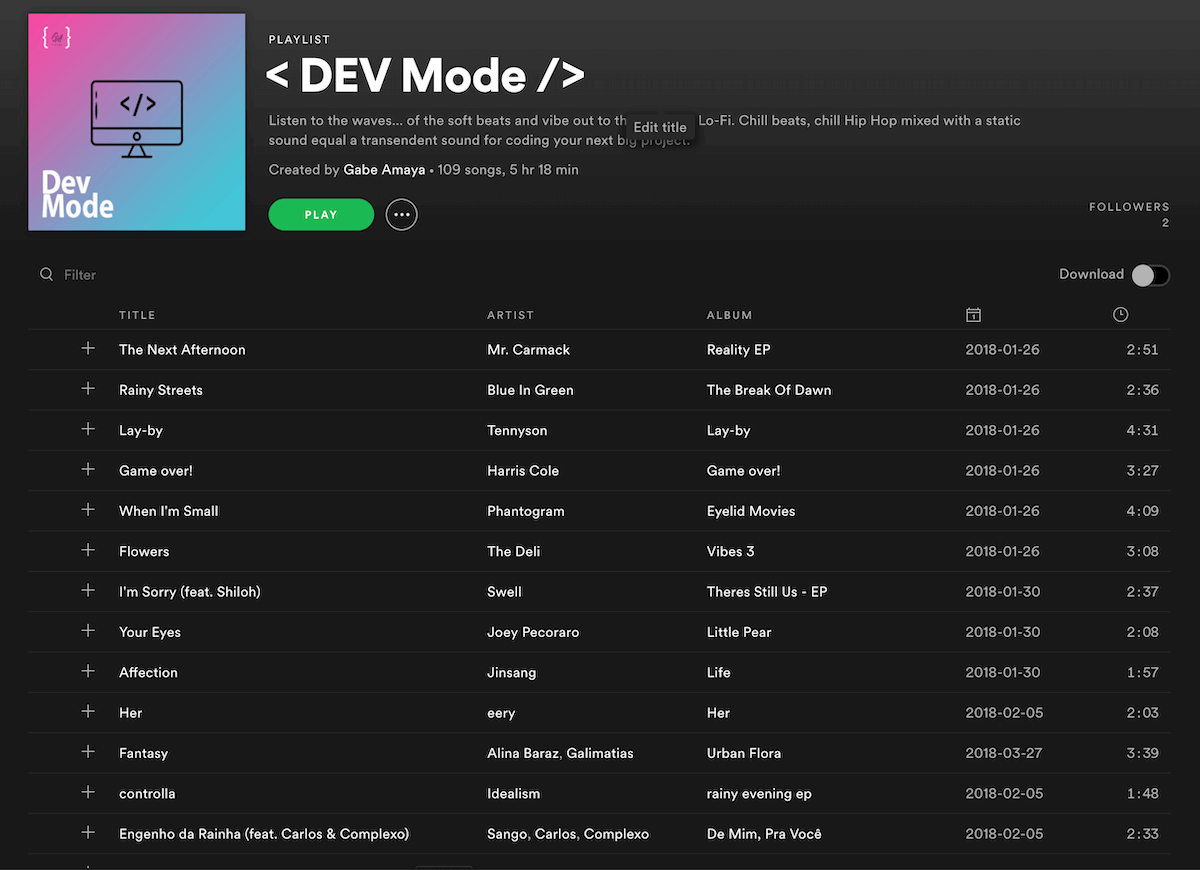 PLAYLIST
< DEV Mode />
Listen to the waves... of the soft beats and vibe out to Edit title Lo-Fi. Chill beats, chill Hip Hop mixed with a static
sound equal a transendent sound for coding your next big project.
Created by Gabe Amaya • 109 songs, 5 hr 18 min
PLAY
FOLLOWERS
2
</>
Dev
Mode
Filter
Download
TITLE ARTIST ALBUM
The Next Afternoon Mr. Carmack Reality EP 2018-01-26 2:51
Rainy Streets Blue In Green The Break Of Dawn 2018-01-26 2:36
Lay-by Tennyson Lay-by 2018-01-26 4:31
Game over! Harris Cole Game over! 2018-01-26 3:27
When I'm Small Phantogram Eyelid Movies 2018-01-26 4:09
Flowers The Deli Vibes 3 2018-01-26 3:08
I'm Sorry (feat. Shiloh) Swell Theres Still Us - EP 2018-01-30 2:37
Your Eyes Joey Pecoraro Little Pear 2018-01-30 2:08
Affection Jinsang Life 2018-01-30 1:57
Her eery Her 2018-02-05 2:03
Fantasy Alina Baraz, Galimatias Urban Flora 2018-03-27 3:39
controlla Idealism rainy evening ep 2018-02-05 1:48
Engenho da Rainha (feat. Carlos & Complexo) Sango, Carlos, Complexo De Mim, Pra Você 2018-02-05 2:33